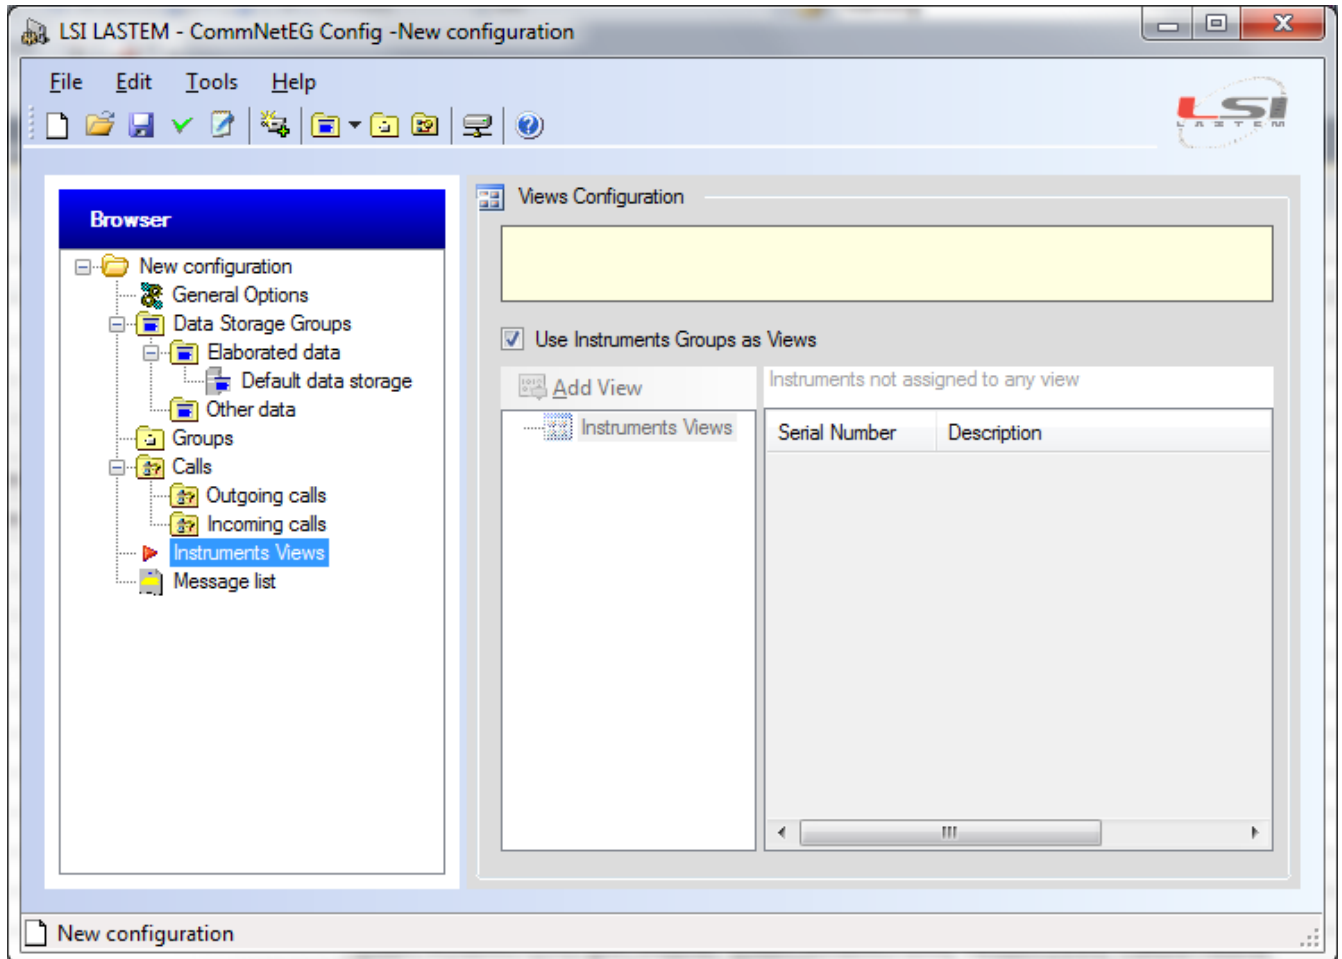 LSI LASTEM - CommNetEG Config -New configuration
File Edit Tools Help
LSI
LASTEM
Browser
New configuration
General Options
Data Storage Groups
Elaborated data
Default data storage
Other data
Groups
Calls
Outgoing calls
Incoming calls
Instruments Views
Message list
Views Configuration
Use Instruments Groups as Views
Add View
Instruments Views
Instruments not assigned to any view
Serial Number Description
New configuration